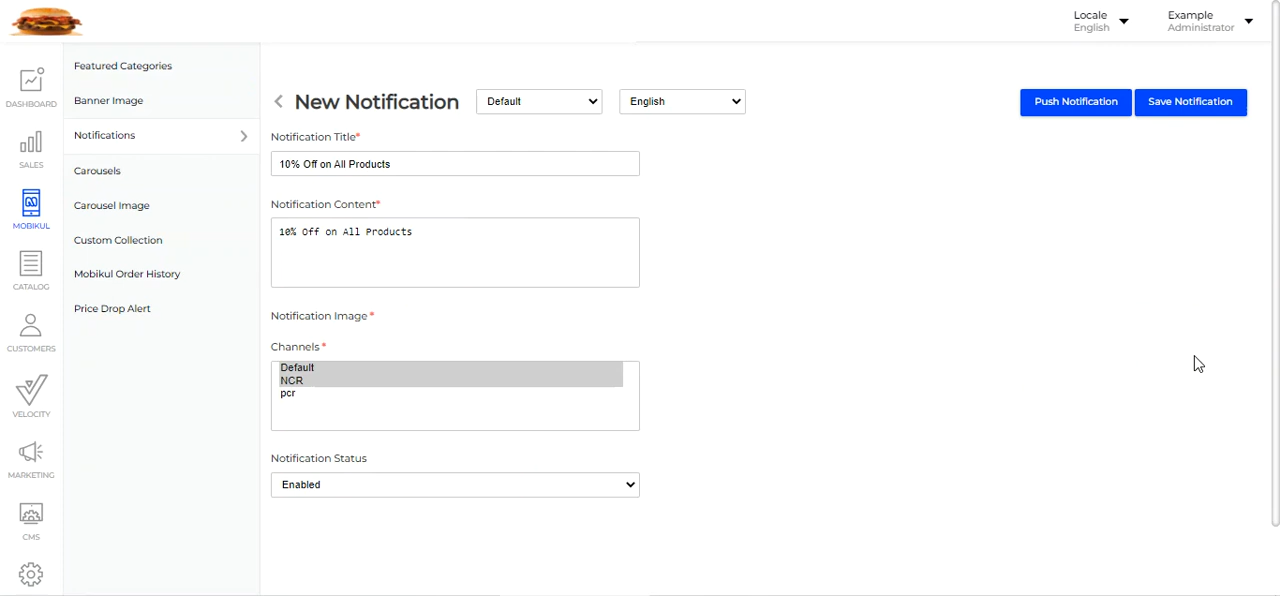 Locale
English
Example
Administrator
DASHBOARD
SALES
MOBIKUL
CATALOG
CUSTOMERS
VELOCITY
MARKETING
CMS
Featured Categories
Banner Image
Notifications
Carousels
Carousel Image
Custom Collection
Mobikul Order History
Price Drop Alert
New Notification
Default
English
Push Notification
Save Notification
Notification Title*
10% Off on All Products
Notification Content*
10% Off on All Products
Notification Image *
Channels *
Default
NCR
pcr
Notification Status
Enabled